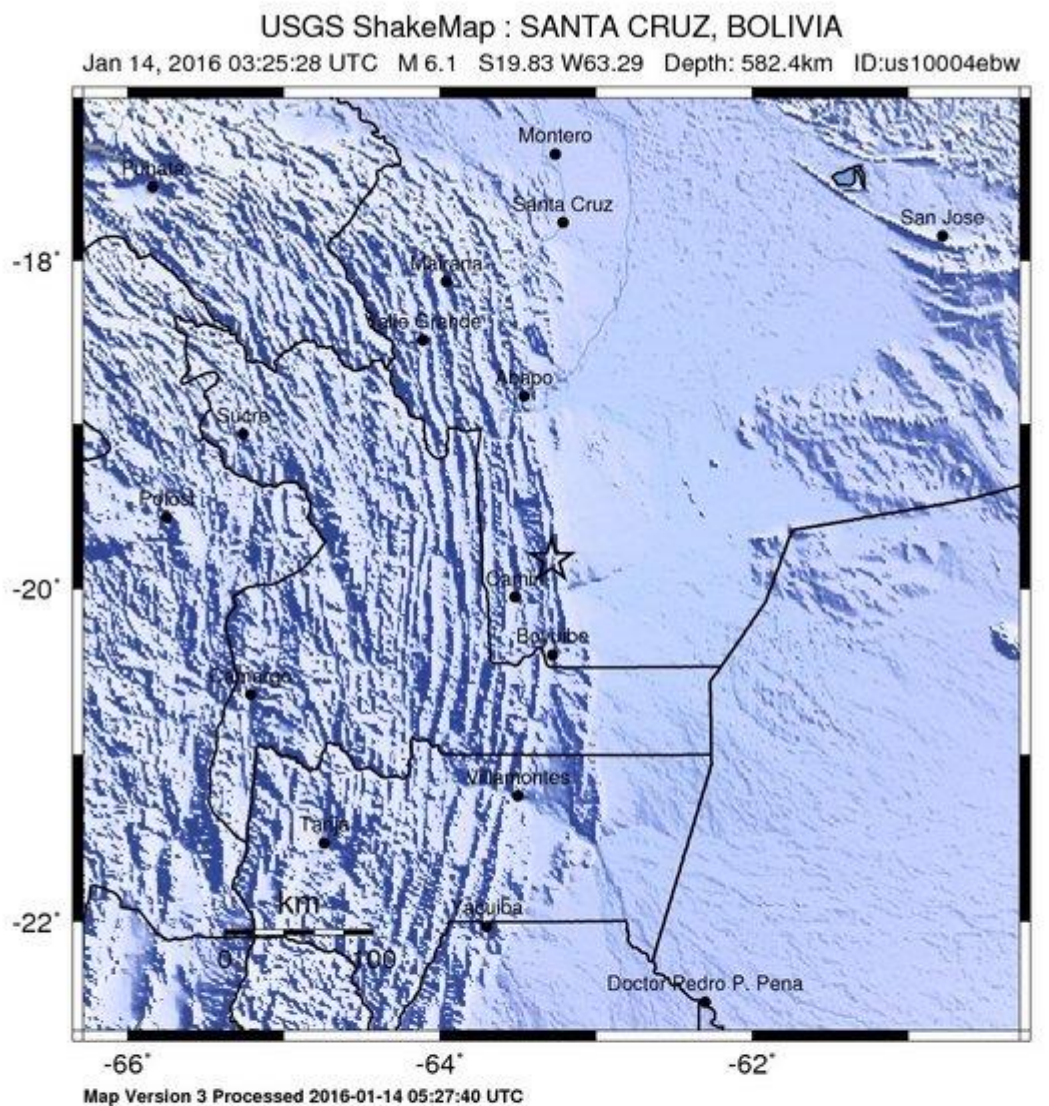 USGS ShakeMap : SANTA CRUZ, BOLIVIA
Jan 14, 2016 03:25:28 UTC M 6.1 S19.83 W63.29 Depth: 582.4km ID:us10004ebw
Montero
Punata
Santa Cruz
San Jose
-18°
Mairana
Valle Grande
Abapo
Sucre
Potosi
-20°
Camiri
Boyuibe
Camargo
Villamontes
Tarija
km
Yacuiba
-22°
0 100
Doctor Pedro P. Pena
-66° -64° -62°
Map Version 3 Processed 2016-01-14 05:27:40 UTC